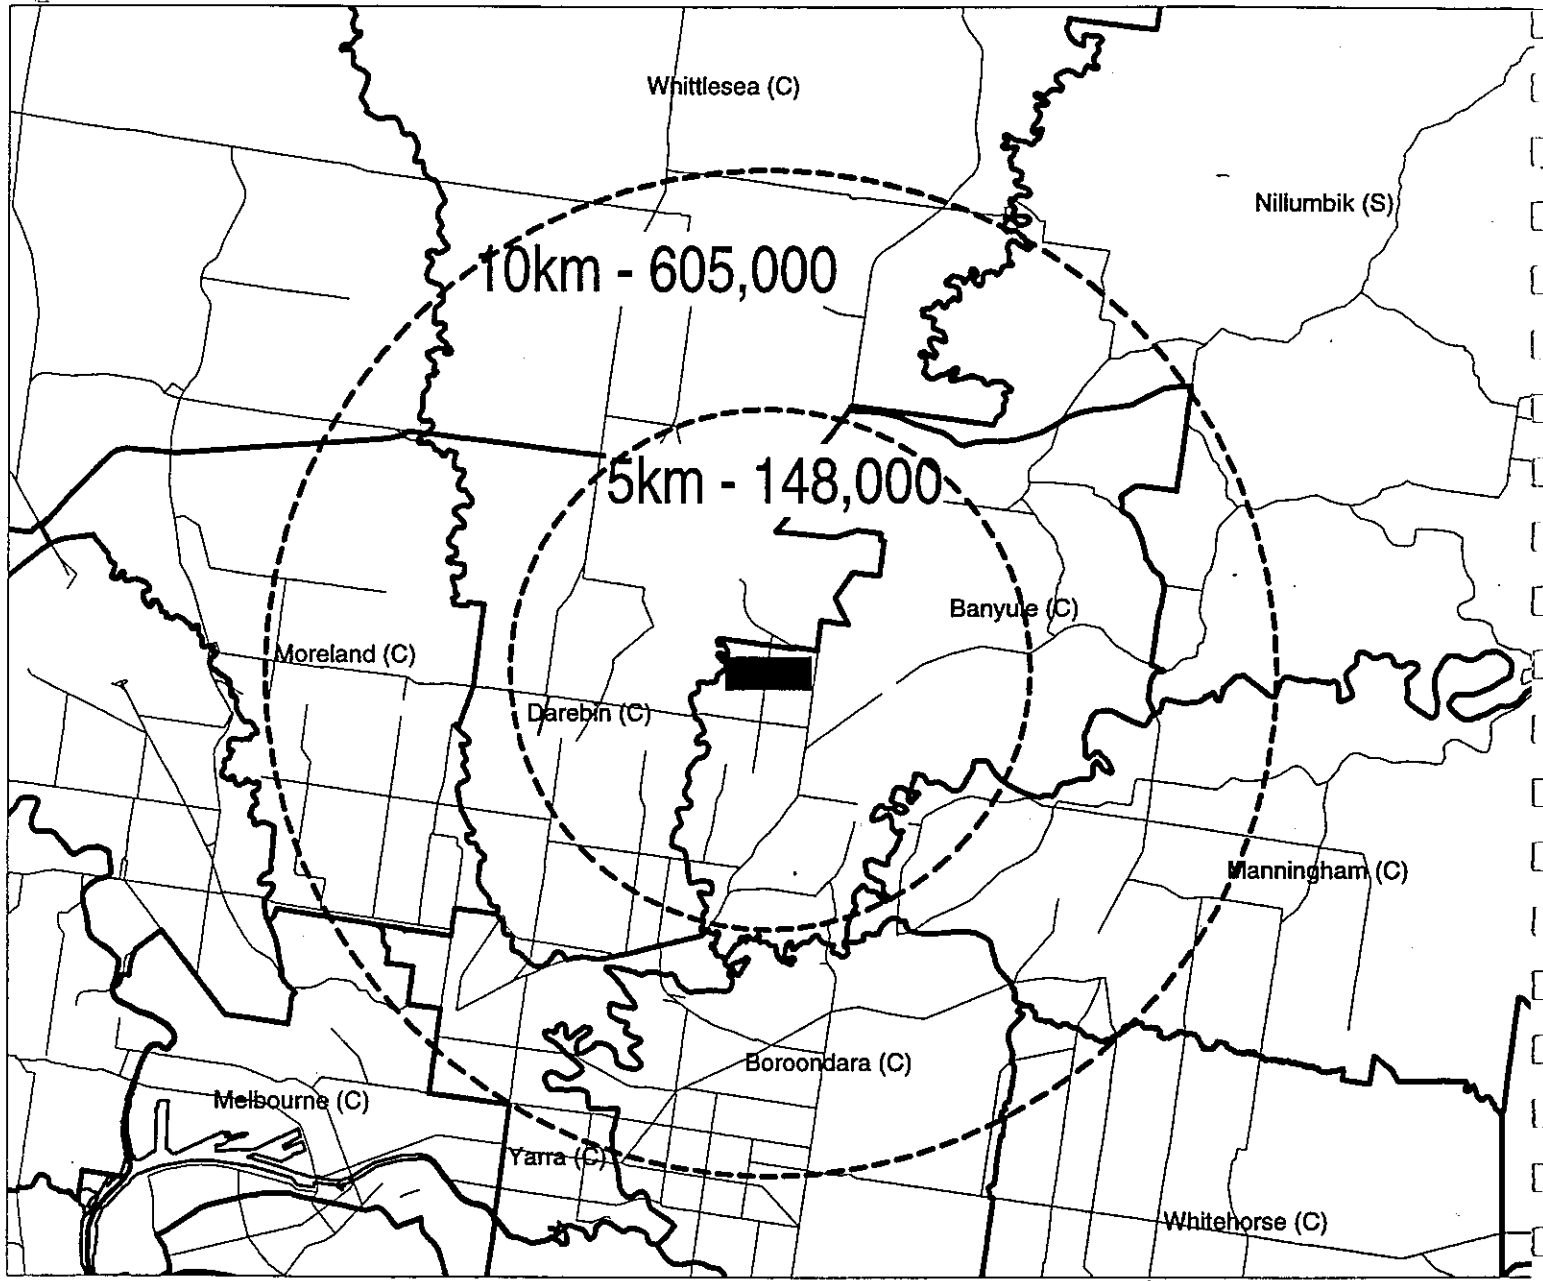 Whittlesea (C)
Nillumbik (S)
10km - 605,000
5km - 148,000
Banyule (C)
Moreland (C)
Darebin (C)
Manningham (C)
Boroondara (C)
Melbourne (C)
Yarra (C)
Whitehorse (C)